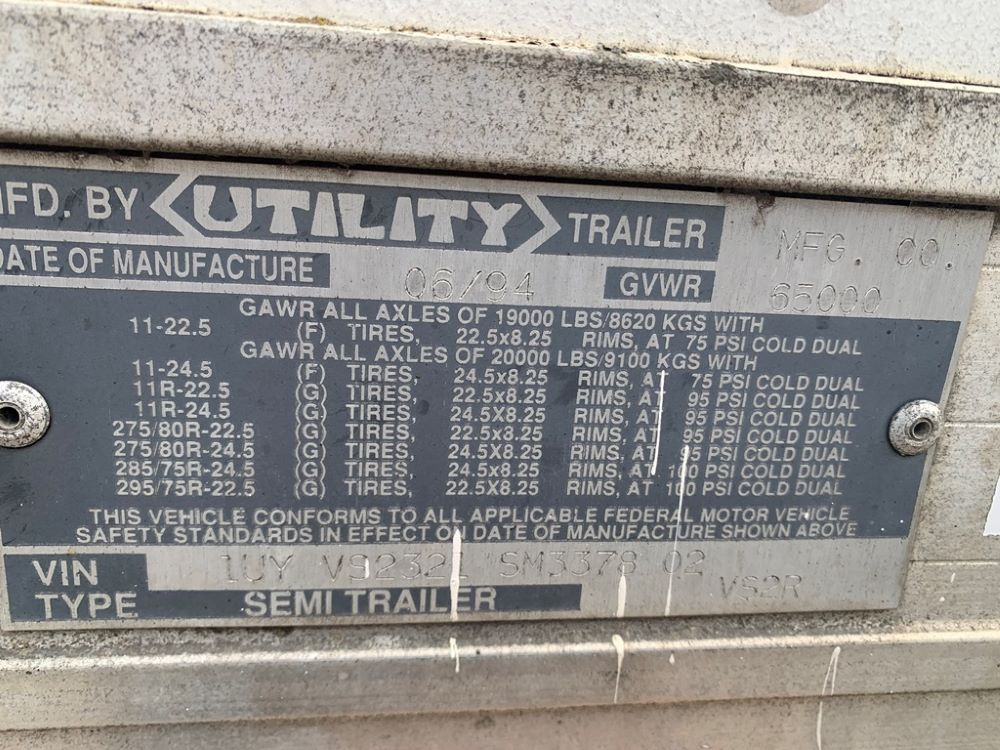 MFD. BY UTILITY TRAILER MFG. CO.
DATE OF MANUFACTURE 06/94 GVWR 65000
GAWR ALL AXLES OF 19000 LBS/8620 KGS WITH
11-22.5 (F) TIRES, 22.5x8.25 RIMS, AT 75 PSI COLD DUAL
GAWR ALL AXLES OF 20000 LBS/9100 KGS WITH
11-24.5 (F) TIRES, 24.5x8.25 RIMS, AT 75 PSI COLD DUAL
11R-22.5 (G) TIRES, 22.5x8.25 RIMS, AT 95 PSI COLD DUAL
11R-24.5 (G) TIRES, 24.5X8.25 RIMS, AT 95 PSI COLD DUAL
275/80R-22.5 (G) TIRES, 22.5x8.25 RIMS, AT 95 PSI COLD DUAL
275/80R-24.5 (G) TIRES, 24.5X8.25 RIMS, AT 95 PSI COLD DUAL
285/75R-24.5 (G) TIRES, 24.5x8.25 RIMS, AT 100 PSI COLD DUAL
295/75R-22.5 (G) TIRES, 22.5X8.25 RIMS, AT 100 PSI COLD DUAL
THIS VEHICLE CONFORMS TO ALL APPLICABLE FEDERAL MOTOR VEHICLE
SAFETY STANDARDS IN EFFECT ON DATE OF MANUFACTURE SHOWN ABOVE
VIN 1UY VS2321 SM3378 02
TYPE SEMI TRAILER VS2R